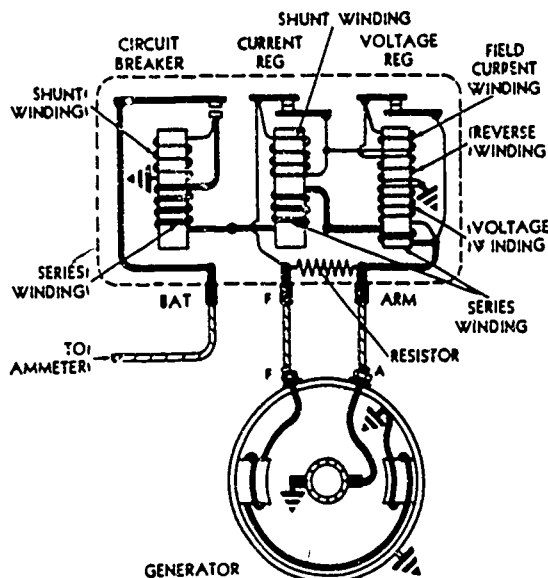 SHUNT WINDING
CIRCUIT
BREAKER
CURRENT
REG
VOLTAGE
REG
FIELD
CURRENT
WINDING
SHUNT
WINDING
REVERSE
WINDING
VOLTAGE
WINDING
SERIES
WINDING
BAT
F
ARM
SERIES
WINDING
TO
AMMETER
RESISTOR
F
A
GENERATOR